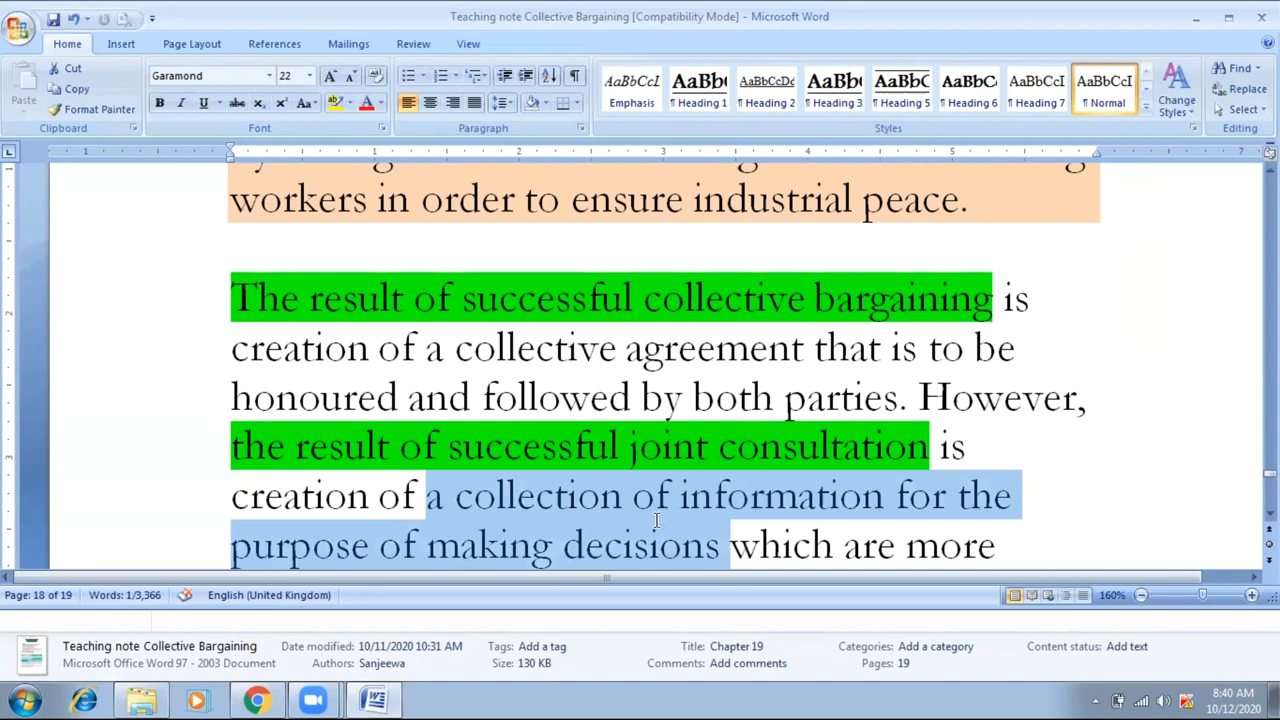 Teaching note Collective Bargaining [Compatibility Mode] - Microsoft Word
Home Insert Page Layout References Mailings Review View
Cut
Copy
Paste
Format Painter
Clipboard
Garamond 22
Font
Paragraph
AaBbCcI AaBb( AaBbCcDc AaBb( AaBbC AaBbC AaBbCcI AaBbCcI
Emphasis ¶ Heading 1 ¶ Heading 2 ¶ Heading 3 ¶ Heading 5 ¶ Heading 6 ¶ Heading 7 ¶ Normal
Change Styles
Styles
Find
Replace
Select
Editing
1 1 2 3 4 5 6 7
workers in order to ensure industrial peace.
The result of successful collective bargaining is
creation of a collective agreement that is to be
honoured and followed by both parties. However,
the result of successful joint consultation is
creation of a collection of information for the
purpose of making decisions which are more
Page: 18 of 19 Words: 1/3,366 English (United Kingdom) 160%
Teaching note Collective Bargaining Date modified: 10/11/2020 10:31 AM Tags: Add a tag Title: Chapter 19 Categories: Add a category Content status: Add text
Microsoft Office Word 97 - 2003 Document Authors: Sanjeewa Size: 130 KB Comments: Add comments Pages: 19
8:40 AM
10/12/2020